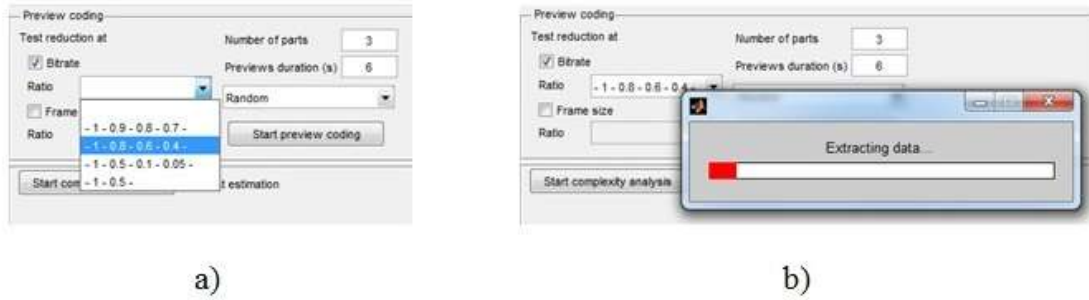 Preview coding
Test reduction at
Number of parts 3
Bitrate
Previews duration (s) 6
Ratio
Random
Frame
- 1 - 0.9 - 0.8 - 0.7 -
Ratio
- 1 - 0.8 - 0.6 - 0.4 -
Start preview coding
- 1 - 0.5 - 0.1 - 0.05 -
Start com
- 1 - 0.5 -
t estimation
a)
Preview coding
Test reduction at
Number of parts 3
Bitrate
Previews duration (s) 6
Ratio - 1 - 0.8 - 0.6 - 0.4 -
Frame size
Ratio
Extracting data...
Start complexity analysis
b)